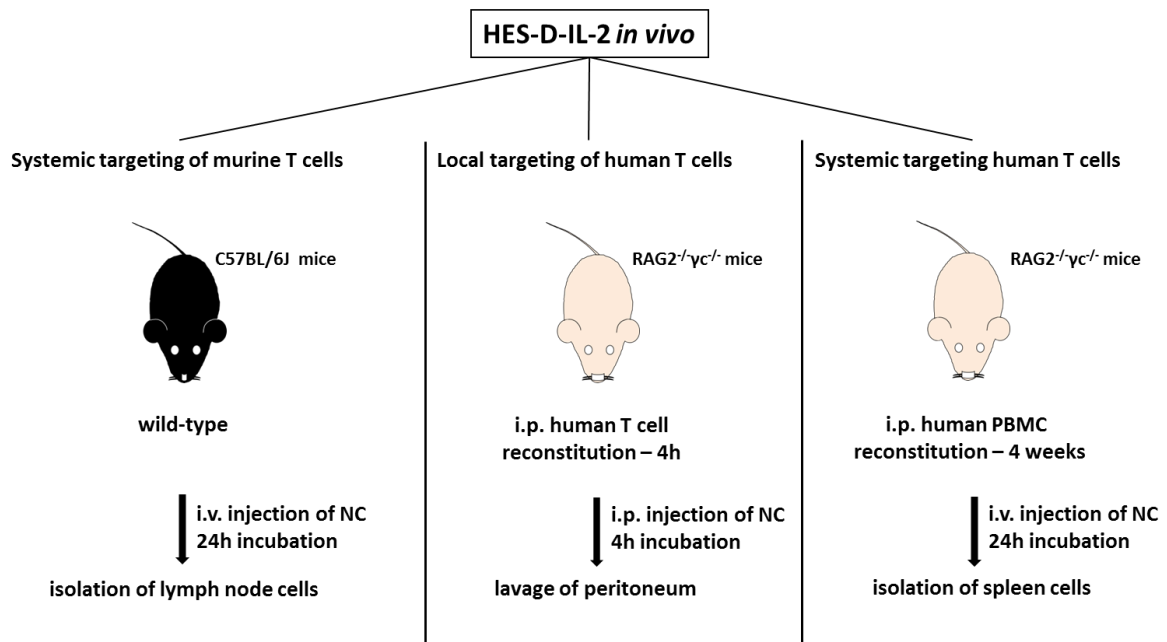 HES-D-IL-2 in vivo
Systemic targeting of murine T cells
C57BL/6J mice
wild-type
i.v. injection of NC
24h incubation
isolation of lymph node cells
Local targeting of human T cells
RAG2-/-γc-/- mice
i.p. human T cell
reconstitution – 4h
i.p. injection of NC
4h incubation
lavage of peritoneum
Systemic targeting human T cells
RAG2-/-γc-/- mice
i.p. human PBMC
reconstitution – 4 weeks
i.v. injection of NC
24h incubation
isolation of spleen cells